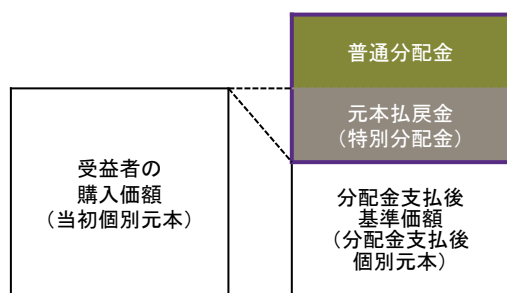 普通分配金
元本払戻金
（特別分配金）
受益者の
購入価額
（当初個別元本）
分配金支払後
基準価額
（分配金支払後
個別元本）